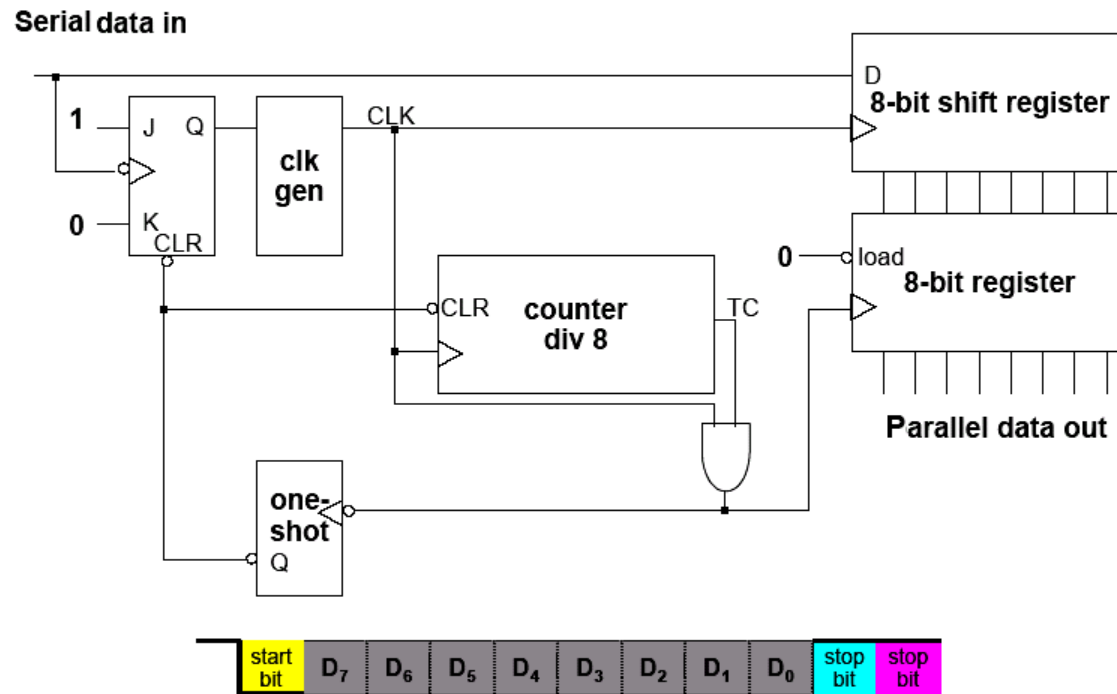 Serial data in
D
8-bit shift register
1
J
Q
CLK
clk
gen
0
K
CLR
0
load
8-bit register
CLR
counter
div 8
TC
Parallel data out
one-
shot
Q
start
bit
D₇
D₆
D₅
D₄
D₃
D₂
D₁
D₀
stop
bit
stop
bit